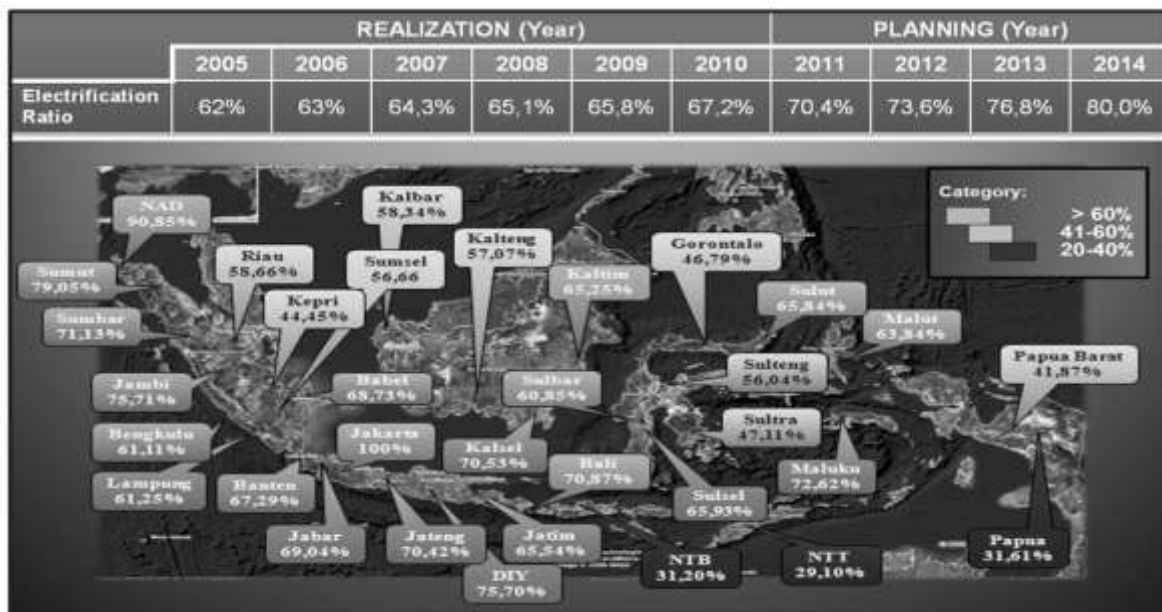 REALIZATION (Year) PLANNING (Year)
2005 2006 2007 2008 2009 2010 2011 2012 2013 2014
Electrification Ratio 62% 63% 64,3% 65,1% 65,8% 67,2% 70,4% 73,6% 76,8% 80,0%
Category:
> 60%
41-60%
20-40%
NAD
90,85%
Kalbar
58,34%
Riau
58,66%
Sumsel
56,66
Kalteng
57,07%
Gorontalo
46,79%
Sumut
79,05%
Kepri
44,45%
Kaltim
65,25%
Sulut
65,84%
Malut
63,84%
Sumbar
71,13%
Papua Barat
41,87%
Jambi
75,71%
Babel
68,73%
Sulbar
60,85%
Sulteng
56,04%
Bengkulu
61,11%
Jakarta
100%
Kalsel
70,53%
Sultra
47,11%
Lampung
61,25%
Banten
67,29%
Bali
70,87%
Maluku
72,62%
Sulsel
65,93%
Jabar
69,04%
Jateng
70,42%
Jatim
65,54%
DIY
75,70%
NTB
31,20%
NTT
29,10%
Papua
31,61%